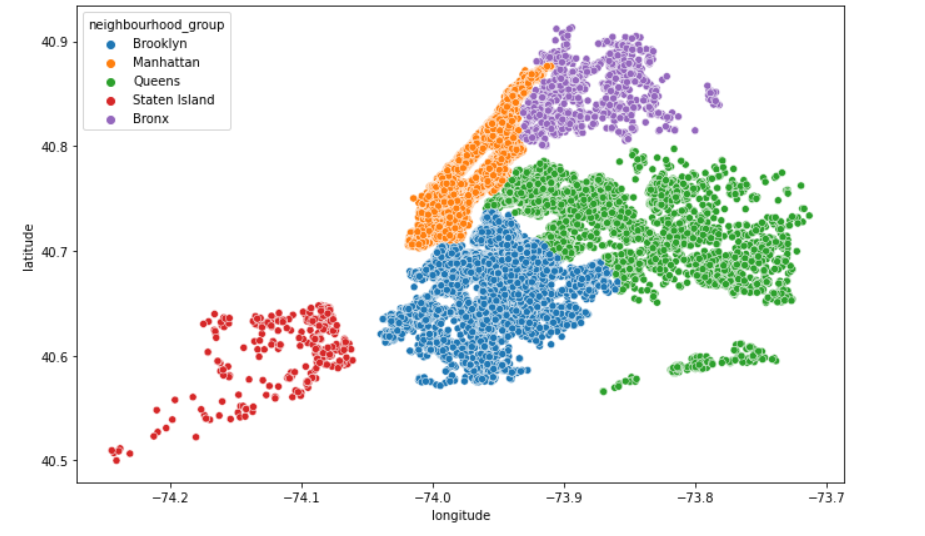 neighbourhood_group
Brooklyn
Manhattan
Queens
Staten Island
Bronx
40.9
40.8
40.7
40.6
40.5
latitude
−74.2
−74.1
−74.0
−73.9
−73.8
−73.7
longitude